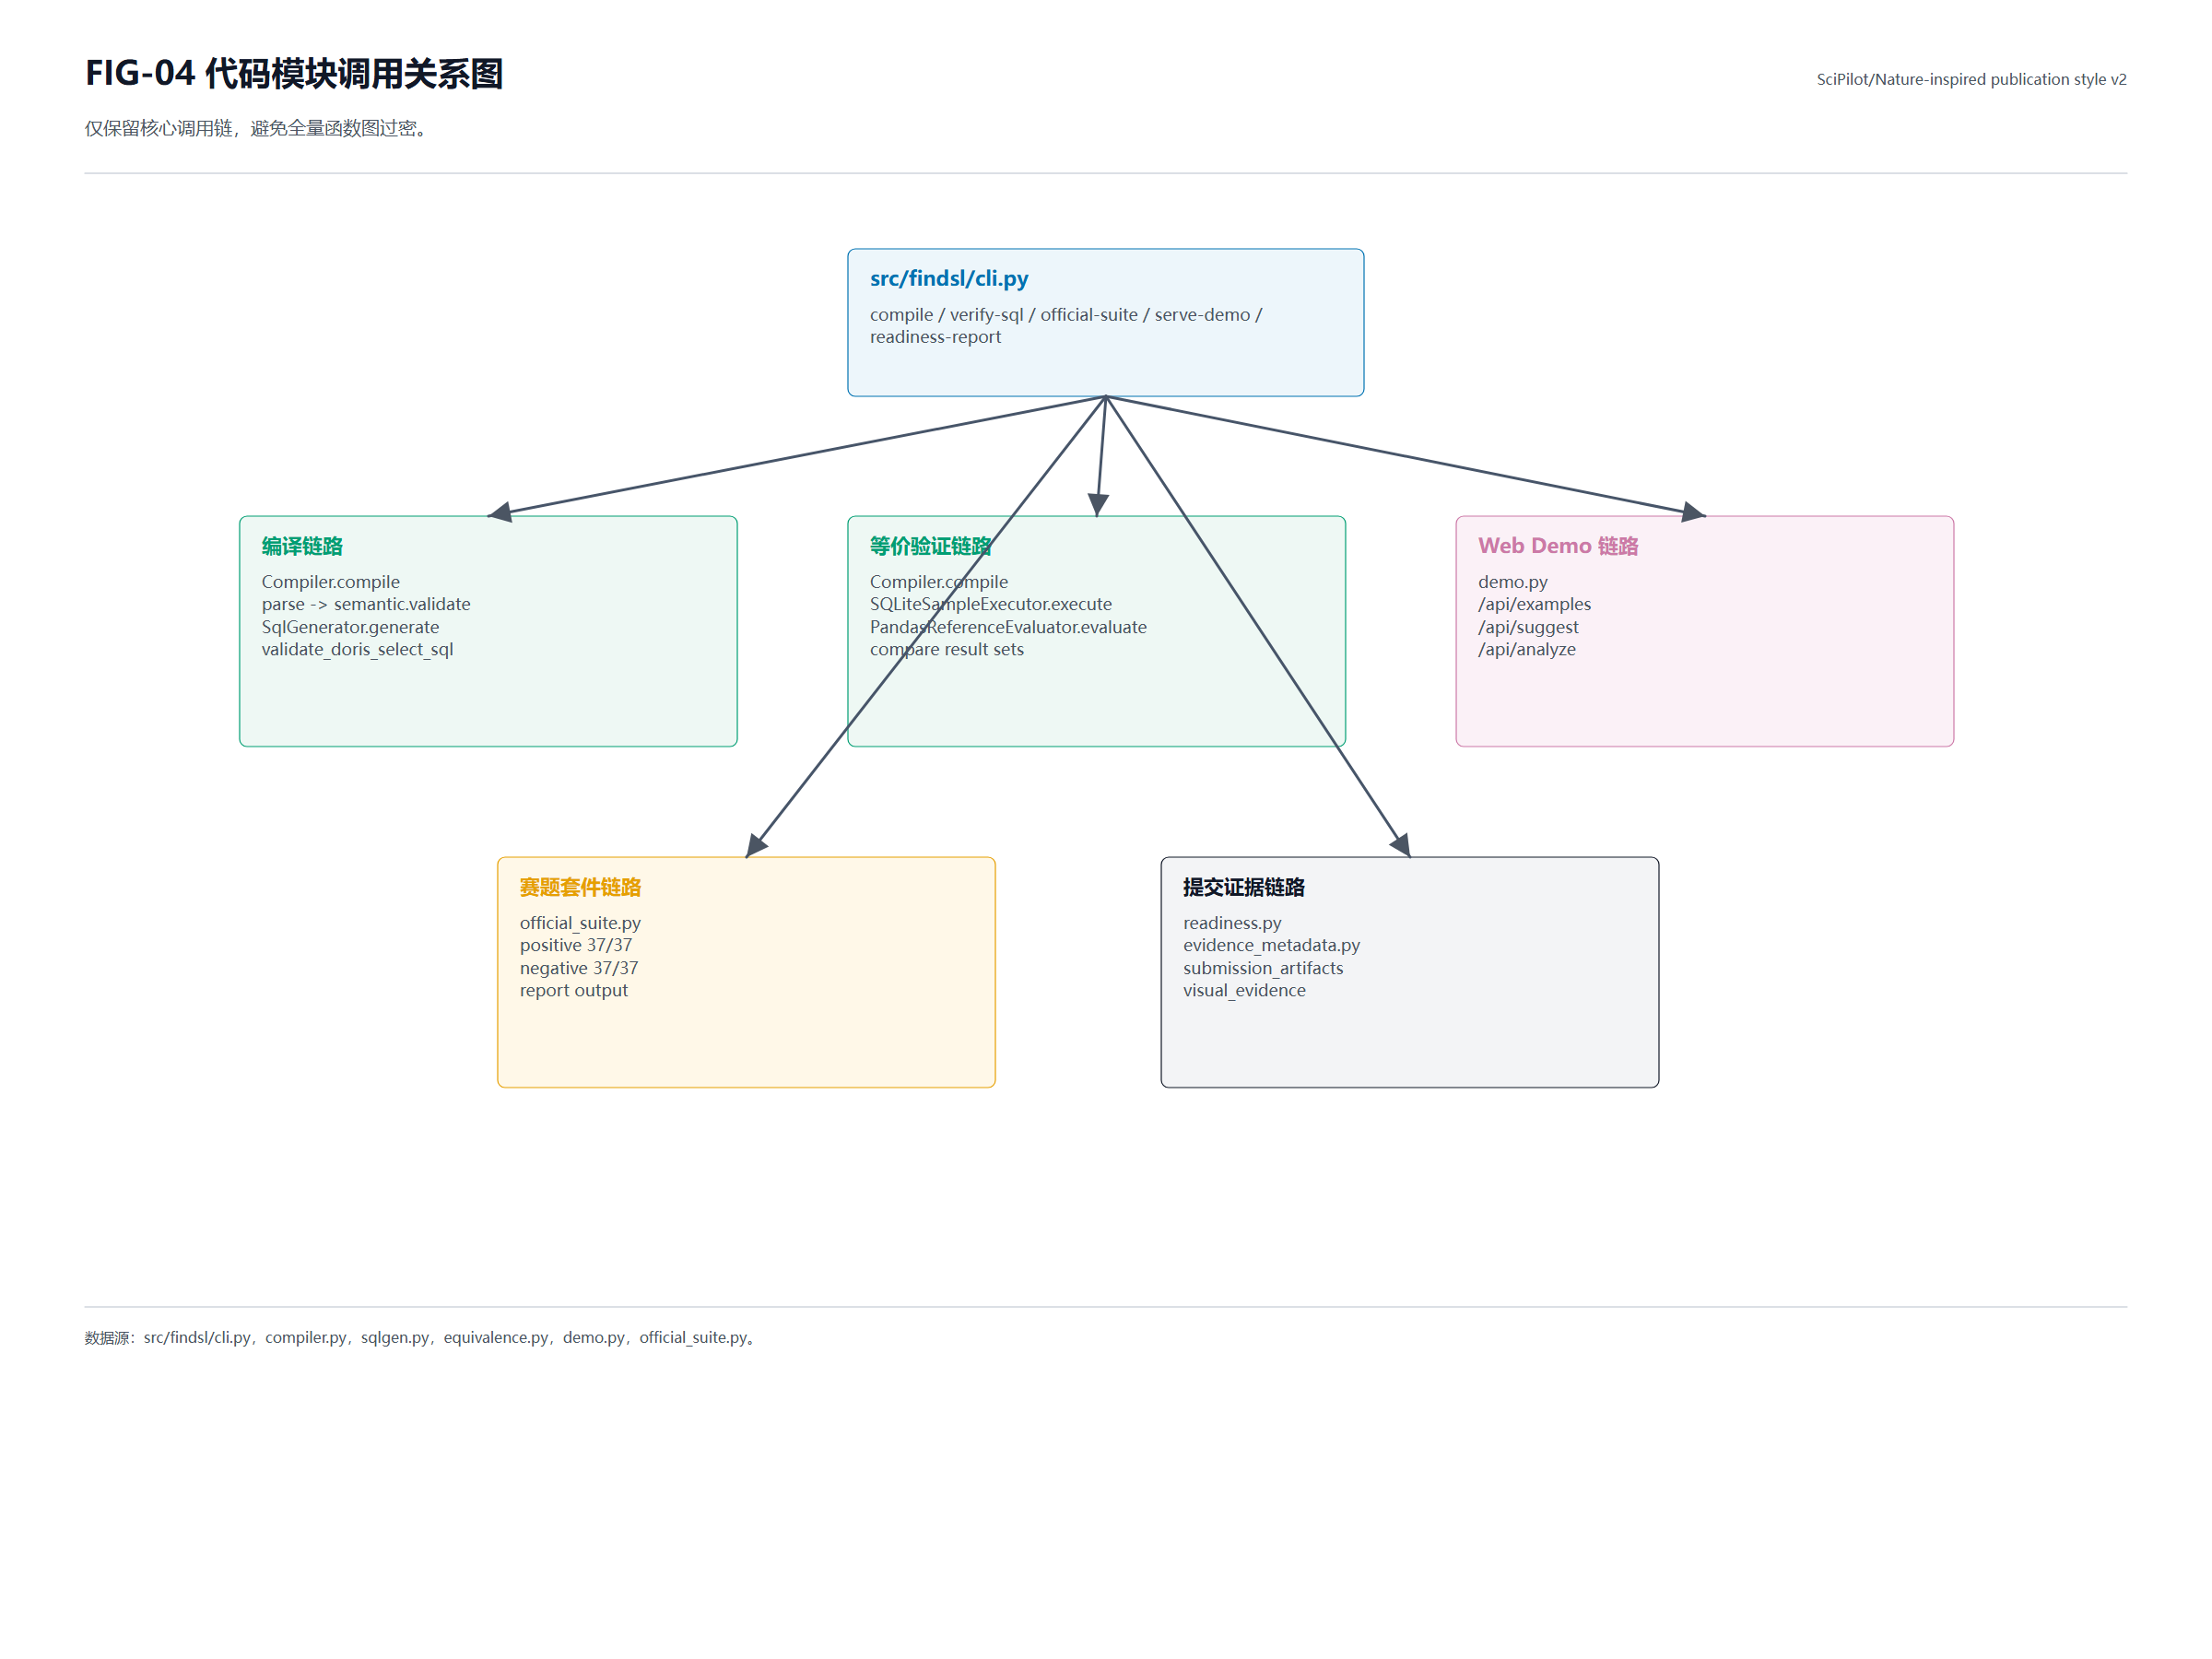 FIG-04 代码模块调用关系图
SciPilot/Nature-inspired publication style v2
仅保留核心调用链，避免全量函数图过密。
src/findsl/cli.py
compile / verify-sql / official-suite / serve-demo /
readiness-report
编译链路
Compiler.compile
parse -> semantic.validate
SqlGenerator.generate
validate_doris_select_sql
等价验证链路
Compiler.compile
SQLiteSampleExecutor.execute
PandasReferenceEvaluator.evaluate
compare result sets
Web Demo 链路
demo.py
/api/examples
/api/suggest
/api/analyze
赛题套件链路
official_suite.py
positive 37/37
negative 37/37
report output
提交证据链路
readiness.py
evidence_metadata.py
submission_artifacts
visual_evidence
数据源：src/findsl/cli.py，compiler.py，sqlgen.py，equivalence.py，demo.py，official_suite.py。